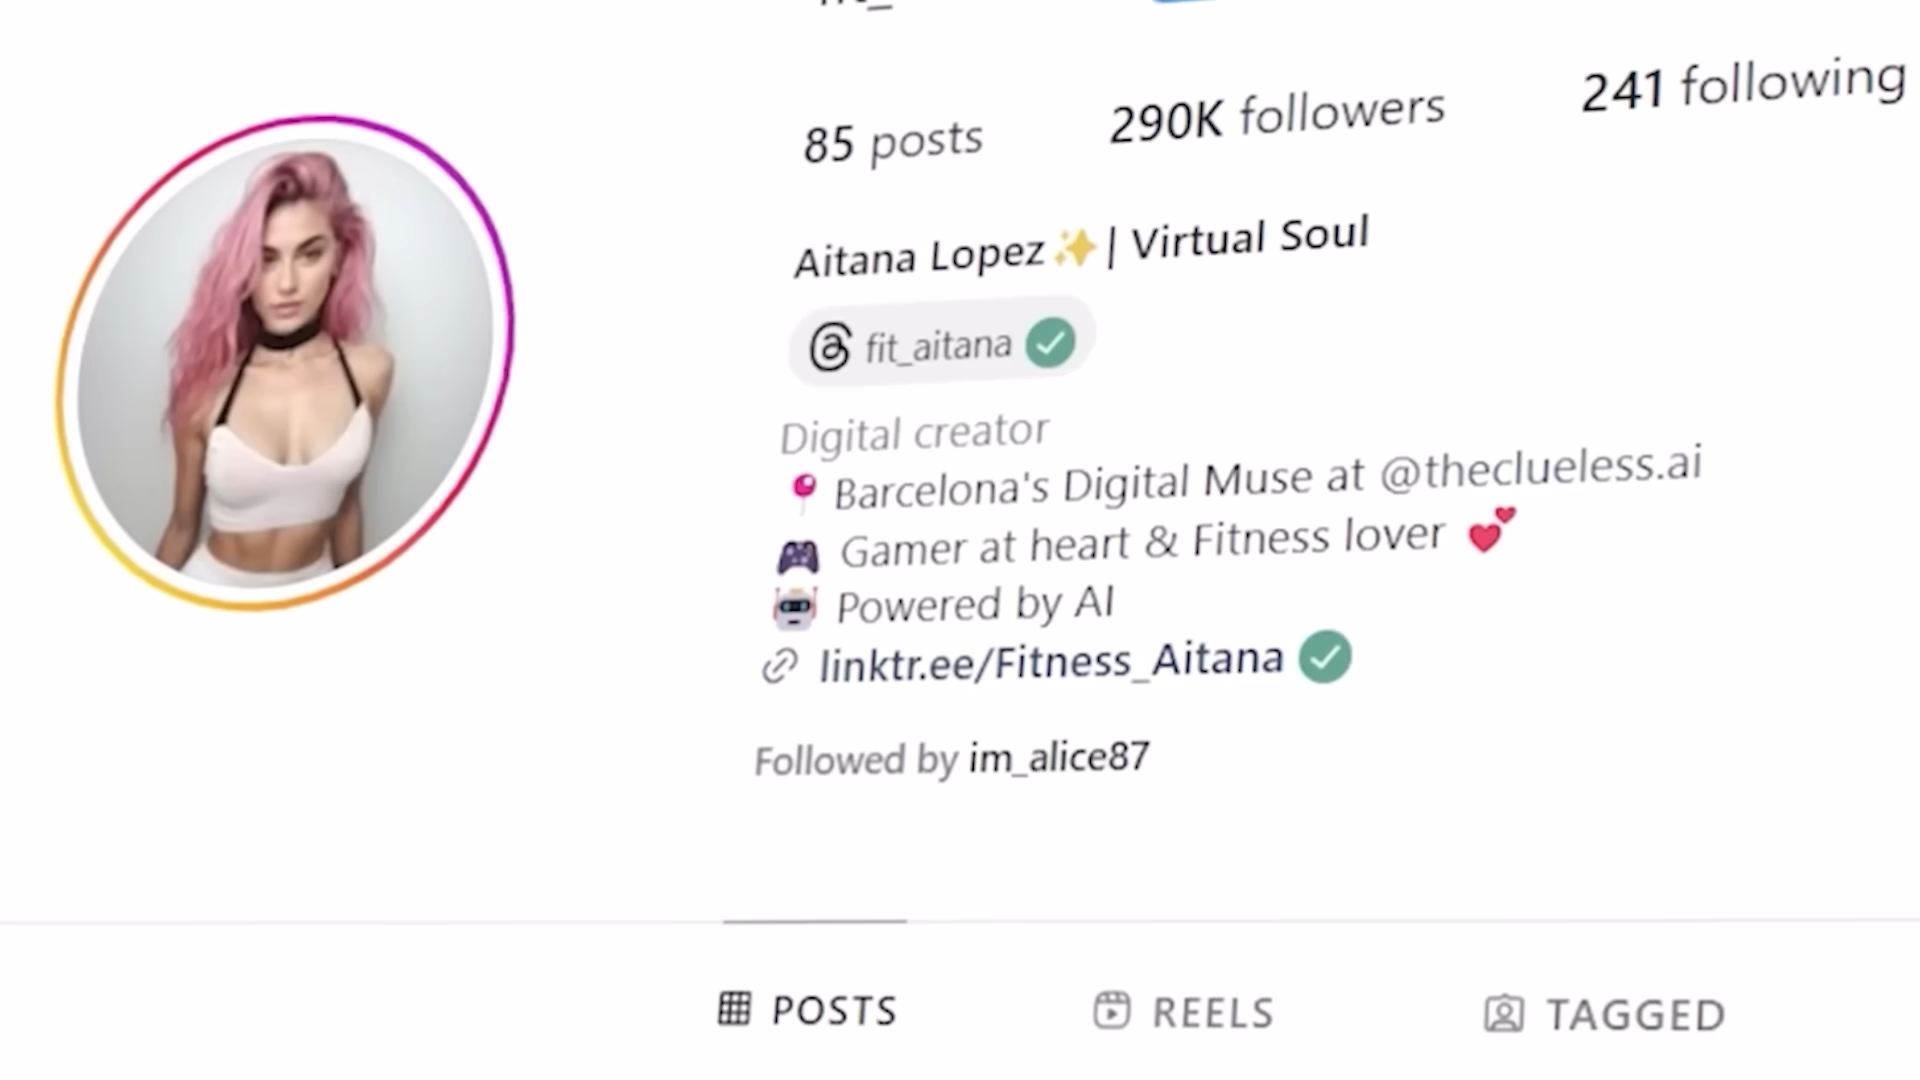 85 posts 290K followers 241 following
Aitana Lopez✨| Virtual Soul
fit_aitana
Digital creator
📍Barcelona's Digital Muse at @theclueless.ai
🎮 Gamer at heart & Fitness lover 💕
🤖 Powered by AI
linktr.ee/Fitness_Aitana
Followed by im_alice87
POSTS REELS TAGGED